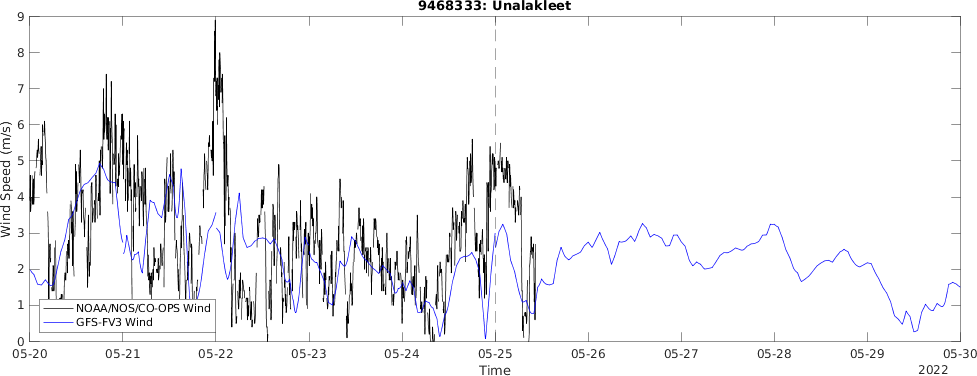 9468333: Unalakleet
Wind Speed (m/s)
9
8
7
6
5
4
3
2
1
0
NOAA/NOS/CO-OPS Wind
GFS-FV3 Wind
05-20 05-21 05-22 05-23 05-24 05-25 05-26 05-27 05-28 05-29 05-30
Time
2022